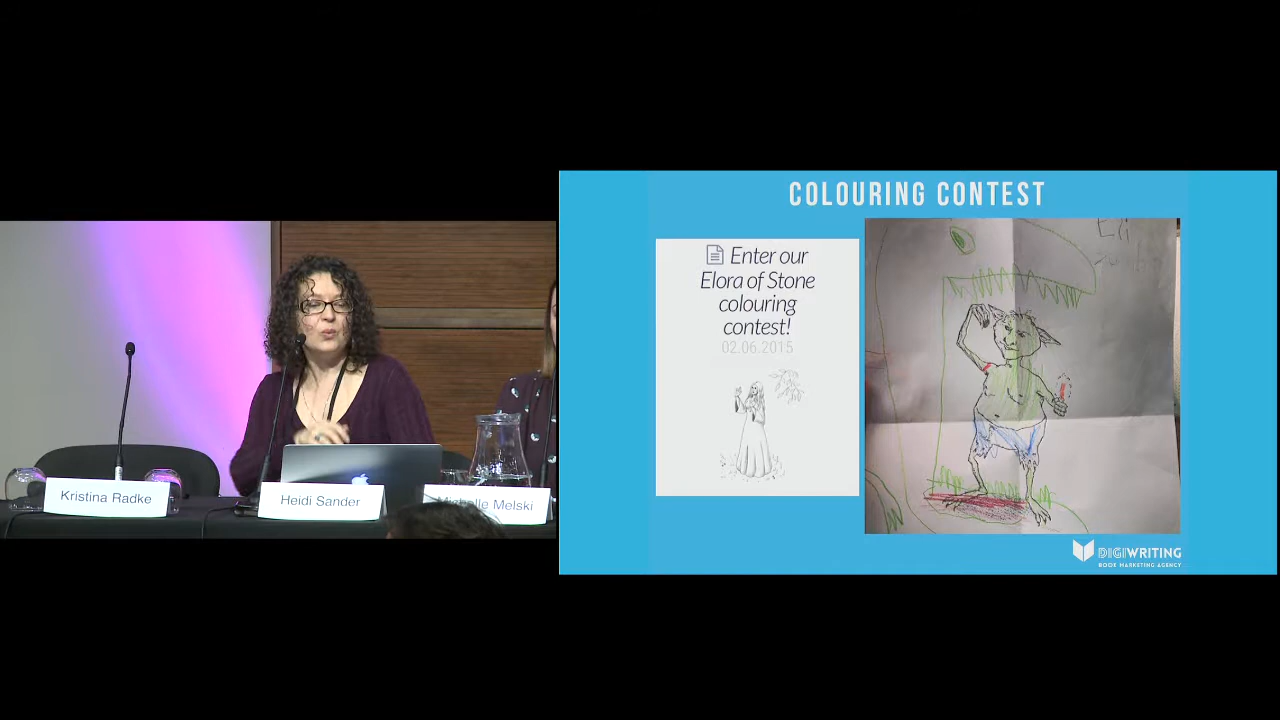 COLOURING CONTEST
Enter our
Elora of Stone
colouring
contest!
02.06.2015
Eli
DIGIWRITING
BOOK MARKETING AGENCY
Kristina Radke
Heidi Sander
Michelle Melski